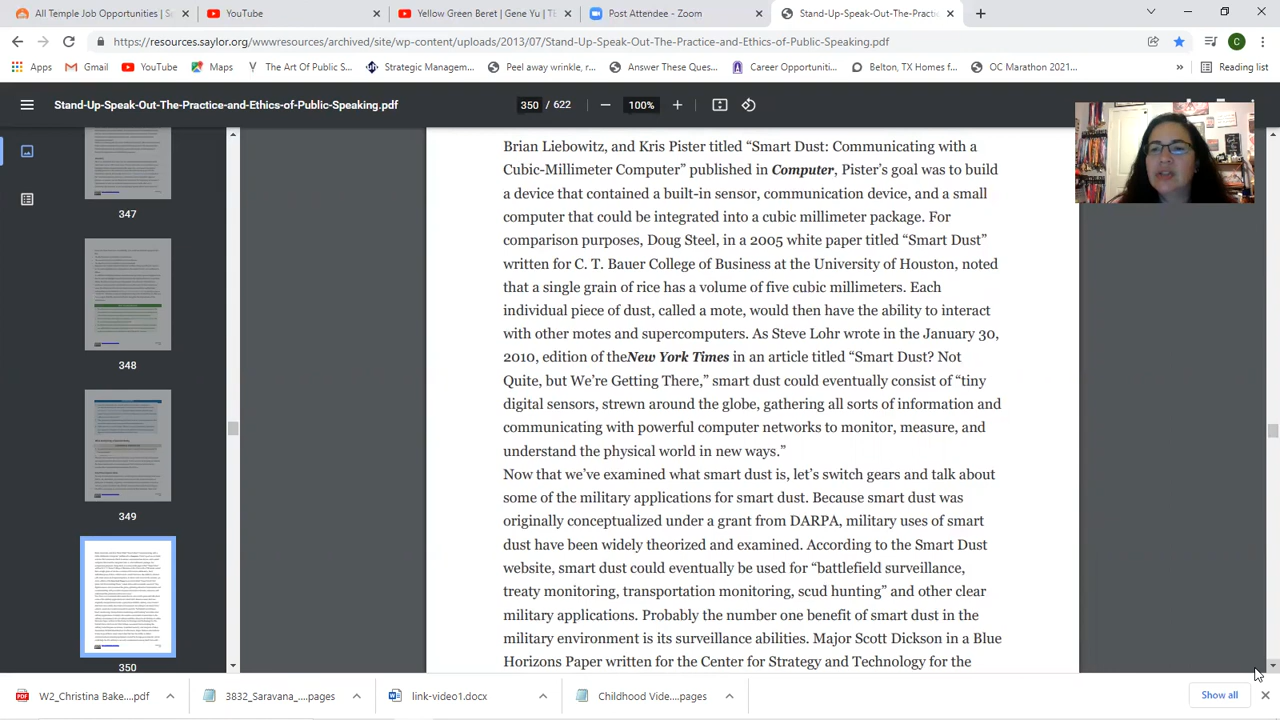 All Temple Auditions | Sc
YouTube
Yellow Green Beret ( Gene Yu | TE
Post Attendee - Zoom
Stand-Up-Speak-Out-The-Practic
https://resources.saylor.org/wwwresources/archived/site/wp-content/uploads/2013/07/Stand-Up-Speak-Out-The-Practice-and-Ethics-of-Public-Speaking.pdf
C
Apps
Gmail
YouTube
Maps
The Art Of Public S...
Strategic Managem...
Peel away wrinkle, r...
Answer These Que...
Career Opportuniti...
Belton, TX Homes f...
OC Marathon 2021...
»
Reading list
Stand-Up-Speak-Out-The-Practice-and-Ethics-of-Public-Speaking.pdf
350 / 622
100%
347
348
349
350
Brian Liebowitz, and Kris Pister titled “Smart Dust: Communicating with a
Cubic-Millimeter Computer” published in Computer, Pister’s goal was to build
a device that contained a built-in sensor, communication device, and a small
computer that could be integrated into a cubic millimeter package. For
comparison purposes, Doug Steel, in a 2005 white paper titled “Smart Dust”
written for C. T. Bauer College of Business at the University of Houston, noted
that a single grain of rice has a volume of five cubic millimeters. Each
individual piece of dust, called a mote, would then have the ability to interact
with other motes and supercomputers. As Steve Lohr wrote in the January 30,
2010, edition of theNew York Times in an article titled “Smart Dust? Not
Quite, but We’re Getting There,” smart dust could eventually consist of “tiny
digital sensors, strewn around the globe, gathering all sorts of information and
communicating with powerful computer networks to monitor, measure, and
understand the physical world in new ways.”
Now that we’ve examined what smart dust is, let’s switch gears and talk about
some of the military applications for smart dust. Because smart dust was
originally conceptualized under a grant from DARPA, military uses of smart
dust have been widely theorized and examined. According to the Smart Dust
website, smart dust could eventually be used for “battlefield surveillance,
treaty monitoring, transportation monitoring, scud hunting” and other clear
military applications. Probably the number one benefit of smart dust in the
military environment is its surveillance abilities. Major Scott Dickson in a Blue
Horizons Paper written for the Center for Strategy and Technology for the
W2_Christina Bake....pdf
3832_Saravana_....pages
link-video1.docx
Childhood Vide....pages
Show all